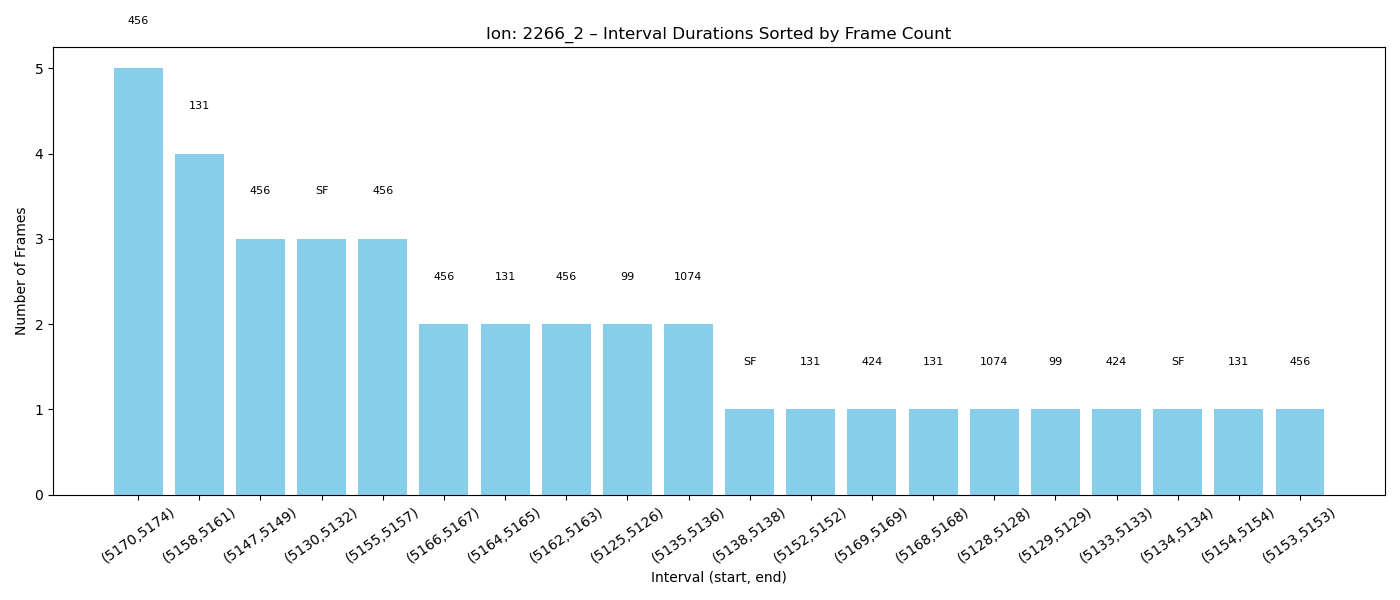 456
Ion: 2266_2 – Interval Durations Sorted by Frame Count
5
131
4
456 SF 456
3
456 131 456 99 1074
2
SF 131 424 131 1074 99 424 SF 131 456
1
0
Number of Frames
(5170,5174) (5158,5161) (5147,5149) (5130,5132) (5155,5157) (5166,5167) (5164,5165) (5162,5163) (5125,5126) (5135,5136) (5138,5138) (5152,5152) (5169,5169) (5168,5168) (5128,5128) (5129,5129) (5133,5133) (5134,5134) (5154,5154) (5153,5153)
Interval (start, end)